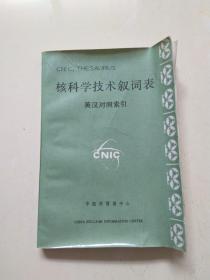 CNIC, THESAURUS
核科学技术叙词表
英汉对照索引
CNIC
中国核情报中心
CHINA NUCLEAR INFORMATION CENTRE